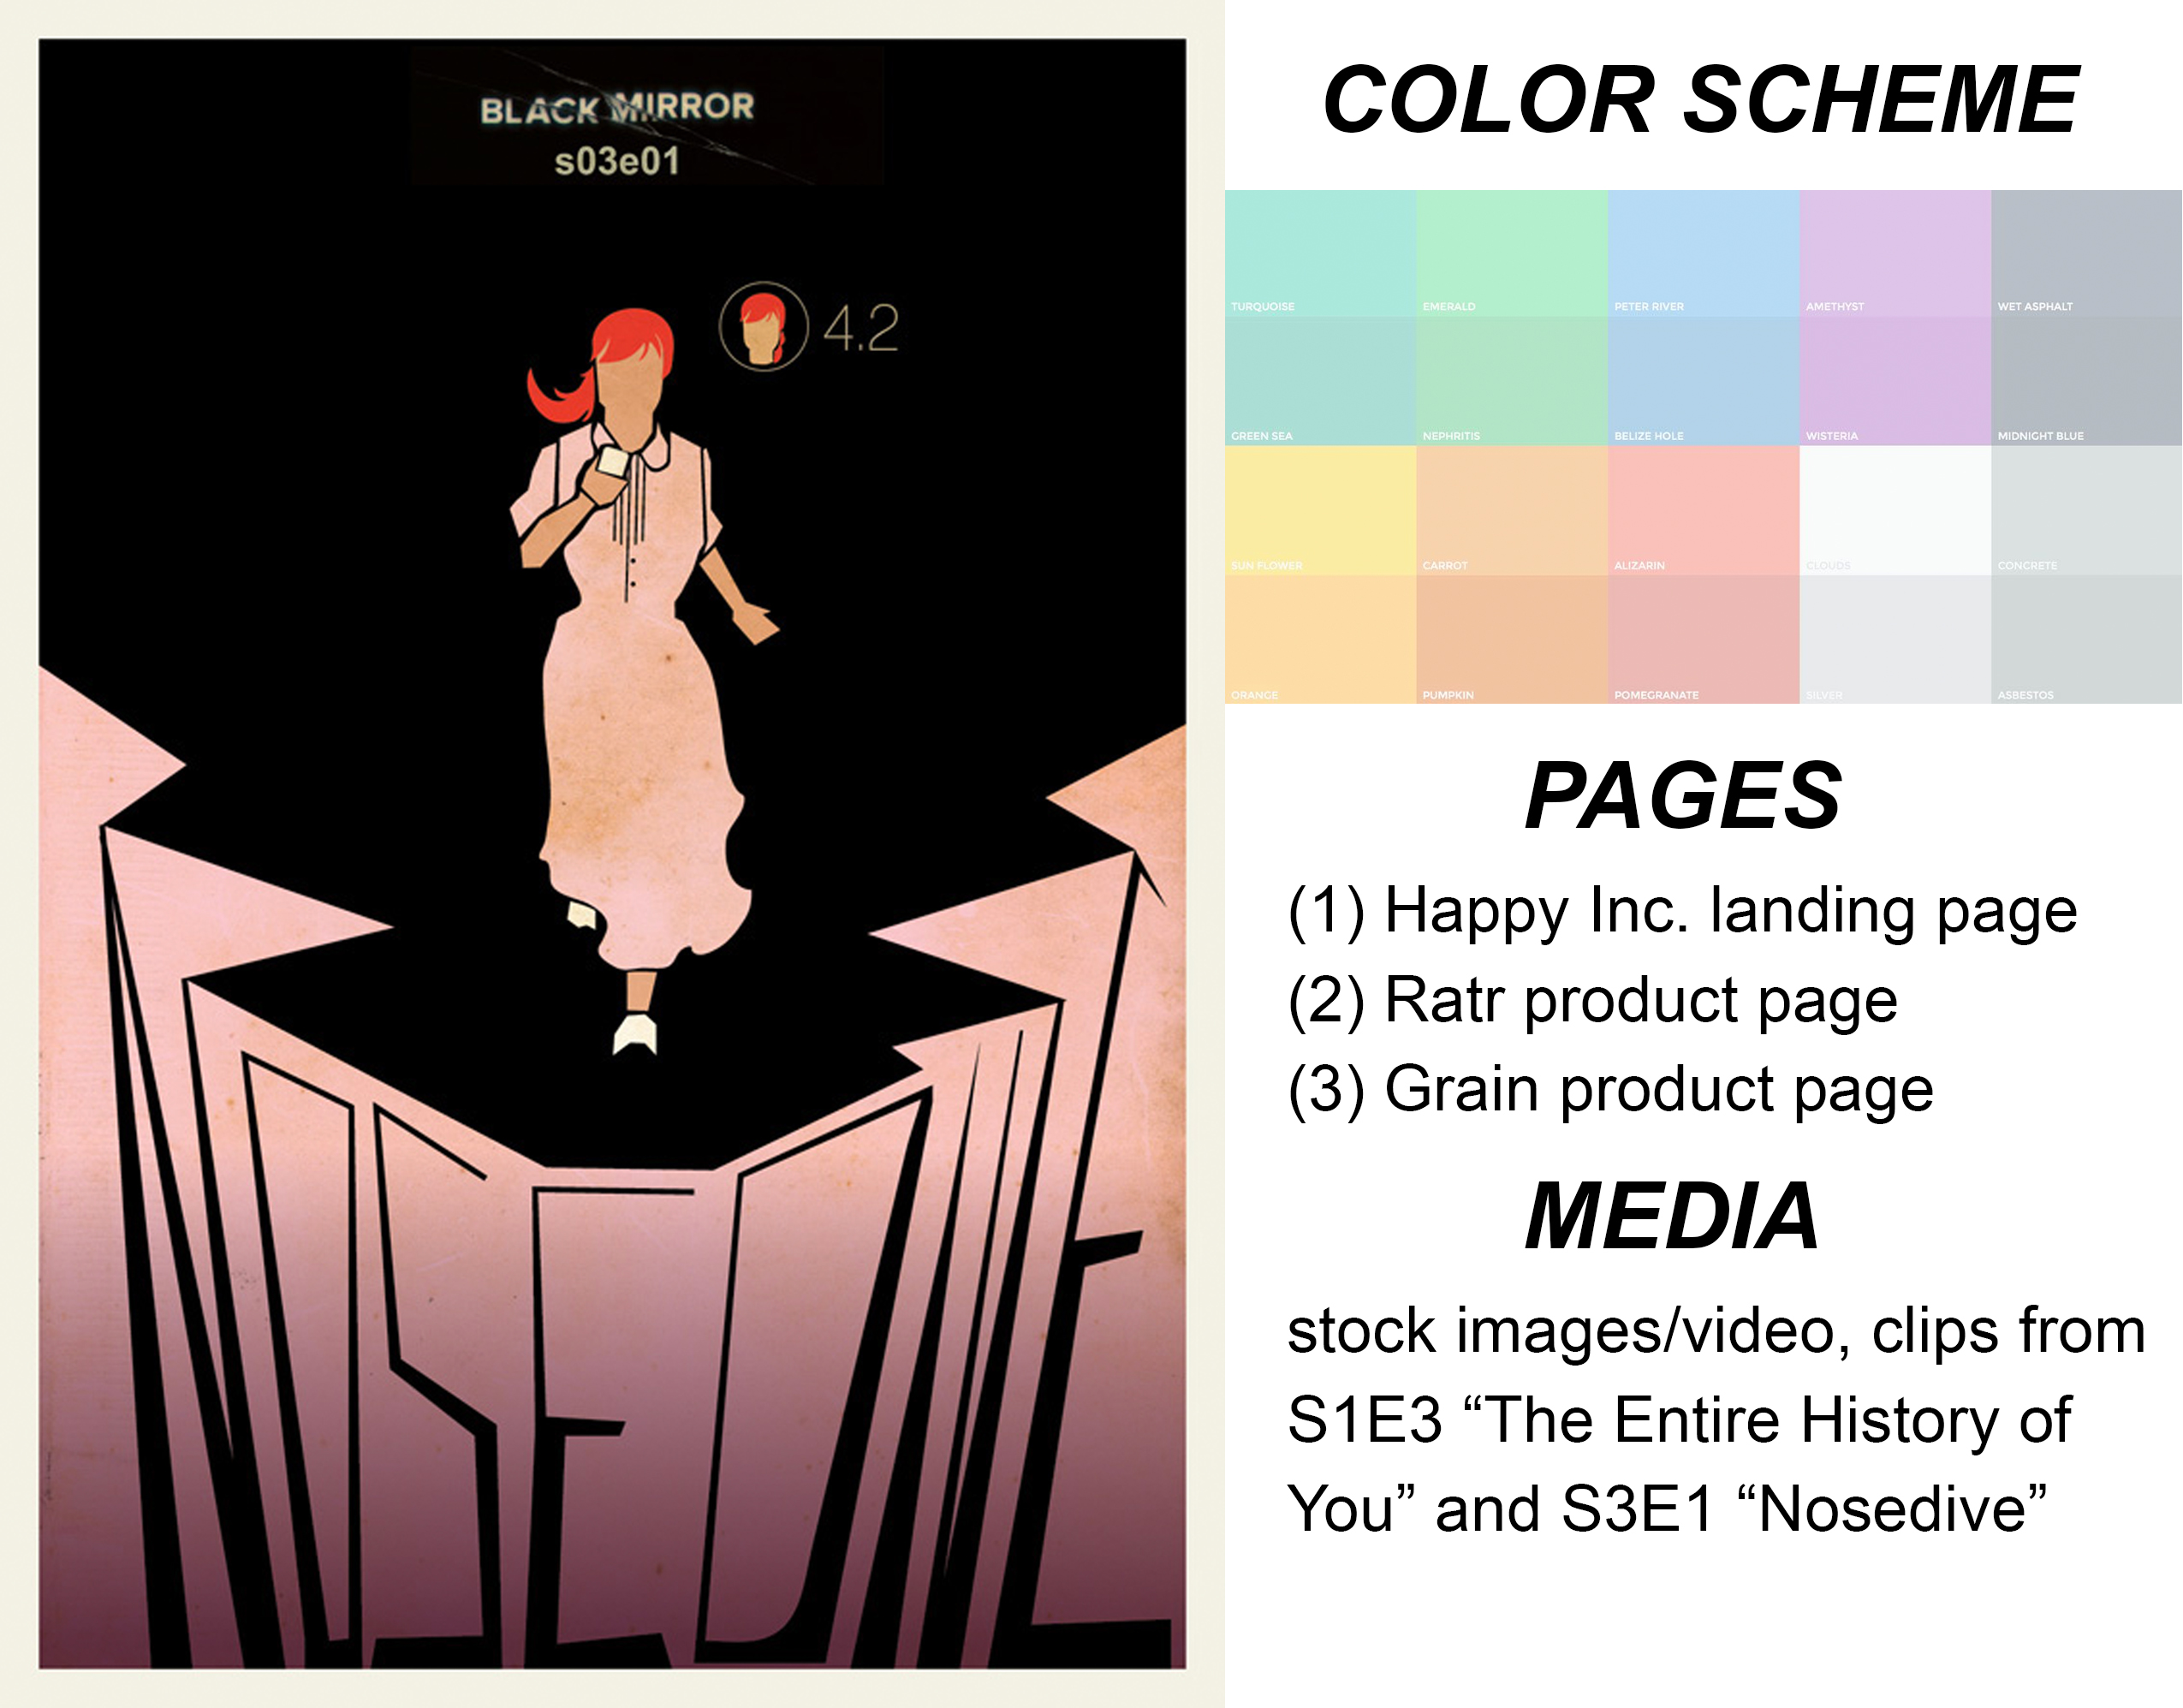 BLACK MIRROR
s03e01
4.2
NOSEDIVE
COLOR SCHEME
TURQUOISE EMERALD PETER RIVER AMETHYST WET ASPHALT
GREEN SEA NEPHRITIS BELIZE HOLE WISTERIA MIDNIGHT BLUE
SUN FLOWER CARROT ALIZARIN CLOUDS CONCRETE
ORANGE PUMPKIN POMEGRANATE SILVER ASBESTOS
PAGES
(1) Happy Inc. landing page
(2) Ratr product page
(3) Grain product page
MEDIA
stock images/video, clips from
S1E3 “The Entire History of
You” and S3E1 “Nosedive”